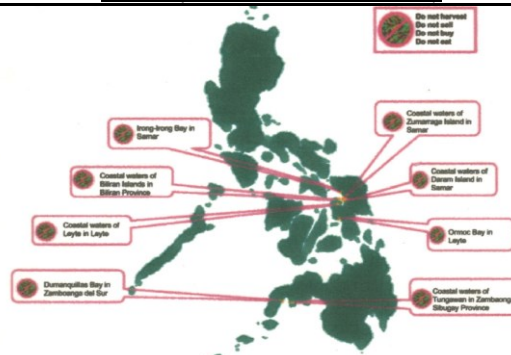 Do not harvest
Do not sell
Do not buy
Do not eat
Irong-Irong Bay in
Samar
Coastal waters of
Zumarraga Island in
Samar
Coastal waters of
Biliran Islands in
Biliran Province
Coastal waters of
Daram Island in
Samar
Coastal waters of
Leyte in Leyte
Ormoc Bay in
Leyte
Dumanquillas Bay in
Zamboanga del Sur
Coastal waters of
Tungawan in Zamboang
Sibugay Province